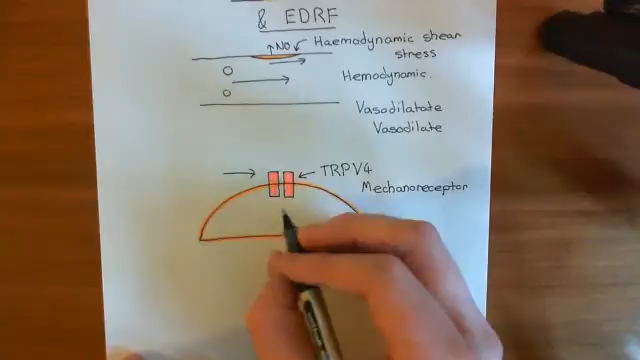 & EDRF
↑NO Haemodynamic shear
stress
Hemodynamic.
Vasodilatate
Vasodilate
TRPV4
Mechanoreceptor